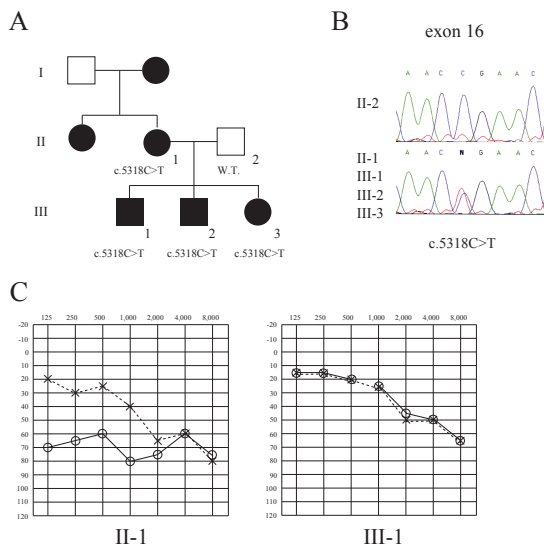 A
I
II
III
1
2
c.5318C>T
W.T.
1
2
3
c.5318C>T
c.5318C>T
c.5318C>T
B
exon 16
A A C C G A A C
II-2
A A C N G A A C
II-1
III-1
III-2
III-3
c.5318C>T
C
125 250 500 1,000 2,000 4,000 8,000
-20
-10
0
10
20
30
40
50
60
70
80
90
100
110
120
II-1
125 250 500 1,000 2,000 4,000 8,000
-20
-10
0
10
20
30
40
50
60
70
80
90
100
110
120
III-1